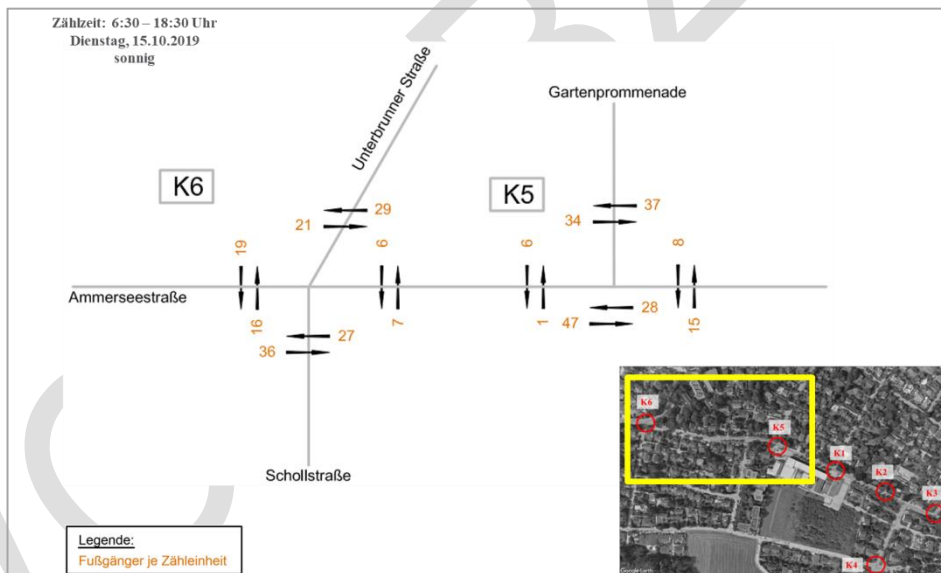 Zählzeit: 6:30 – 18:30 Uhr
Dienstag, 15.10.2019
sonnig
Unterbrunner Straße
Gartenprommenade
K6
K5
29
21
37
34
19
6
6
8
Ammerseestraße
16
7
1
28
47
15
27
36
Schollstraße
K6
K5
K1
K2
K3
K4
Google Earth
Legende:
Fußgänger je Zähleinheit